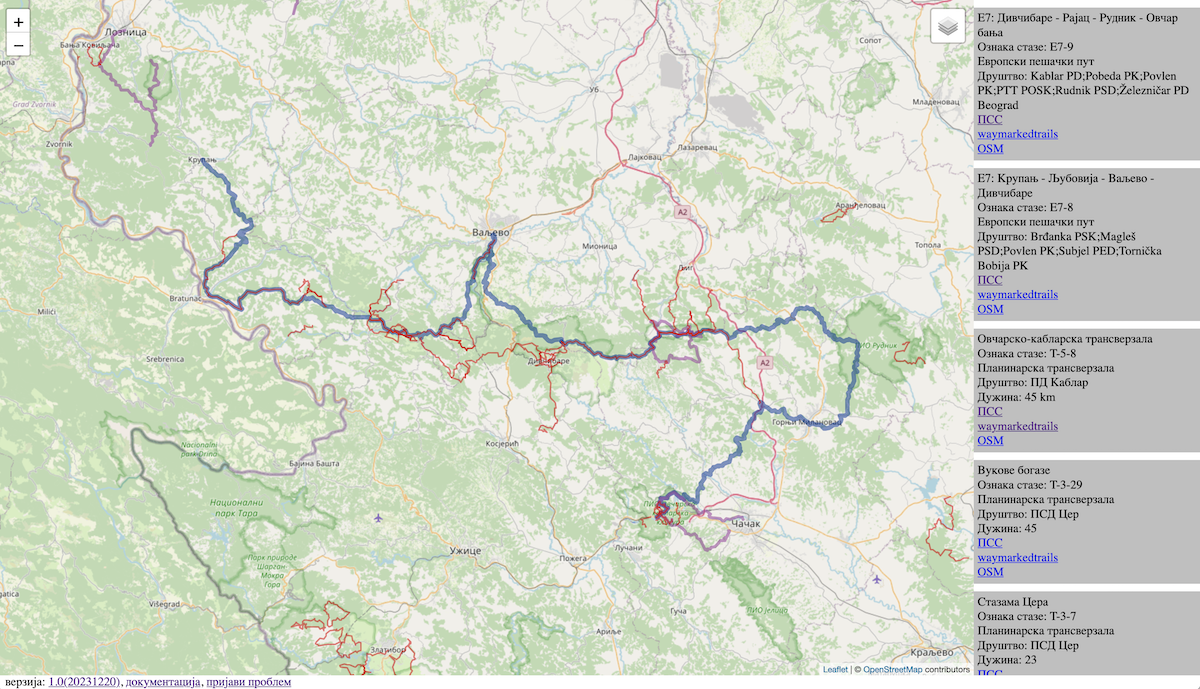 +
−
Лозница
Бања Ковиљача
Сопот
Grad Zvornik
Уб
Младеновац
Zvornik
Лајковац
Лазаревац
Крупањ
A2
Аранђеловац
Ваљево
Мионица
Топола
Љиг
Bratunac
Milići
Srebrenica
Дивчибаре
ПИО Рудник
A2
Горњи Милановац
Косјерић
Nacionalni
park Drina
Бајина Башта
Национални
парк Тара
Чачак
Ужице
Лучани
Пожега
Парк природе
Шарган-
Мокра
Гора
Višegrad
ПИО Јелица
Гуча
Ариље
Златибор
Краљево
Leaflet | © OpenStreetMap contributors
E7: Дивчибаре - Рајац - Рудник - Овчар
бања
Ознака стазе: E7-9
Европски пешачки пут
Друштво: Kablar PD;Pobeda PK;Povlen
PK;PTT POSK;Rudnik PSD;Železničar PD
Beograd
ПСС
waymarkedtrails
OSM
E7: Крупањ - Љубовија - Ваљево -
Дивчибаре
Ознака стазе: E7-8
Европски пешачки пут
Друштво: Brđanka PSK;Magleš
PSD;Povlen PK;Subjel PED;Tornička
Bobija PK
ПСС
waymarkedtrails
OSM
Овчарско-кабларска трансверзала
Ознака стазе: T-5-8
Планинарска трансверзала
Друштво: ПД Каблар
Дужина: 45 km
ПСС
waymarkedtrails
OSM
Вукове богазе
Ознака стазе: T-3-29
Планинарска трансверзала
Друштво: ПСД Цер
Дужина: 45
ПСС
waymarkedtrails
OSM
Стазама Цера
Ознака стазе: T-3-7
Планинарска трансверзала
Друштво: ПСД Цер
Дужина: 23
ПСС
верзија: 1.0(20231220), документација, пријави проблем